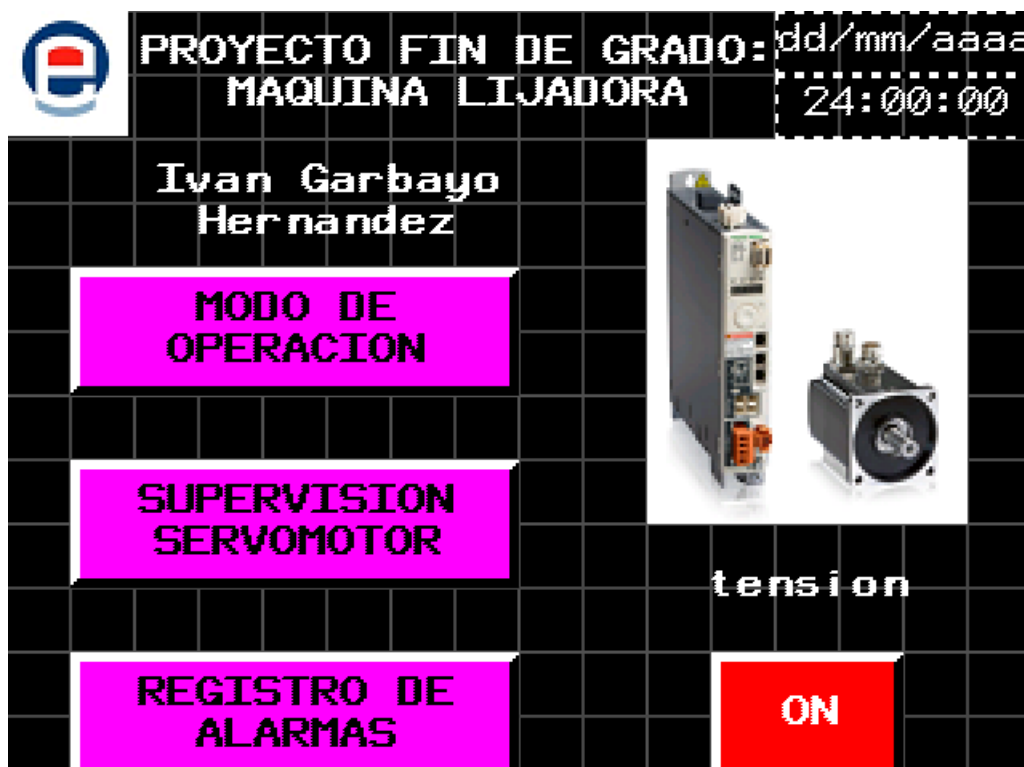 PROYECTO FIN DE GRADO:
MAQUINA LIJADORA
dd/mm/aaaa
24:00:00
Ivan Garbayo
Hernandez
MODO DE
OPERACION
SUPERVISION
SERVOMOTOR
tension
REGISTRO DE
ALARMAS
ON